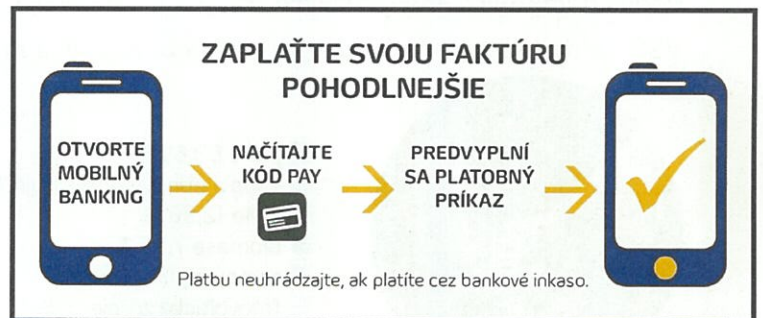 ZAPLAŤTE SVOJU FAKTÚRU
POHODLNEJŠIE
OTVORTE
MOBILNÝ
BANKING
NAČÍTAJTE
KÓD PAY
PREDVYPLNÍ
SA PLATOBNÝ
PRÍKAZ
Platbu neuhrádzajte, ak platíte cez bankové inkaso.